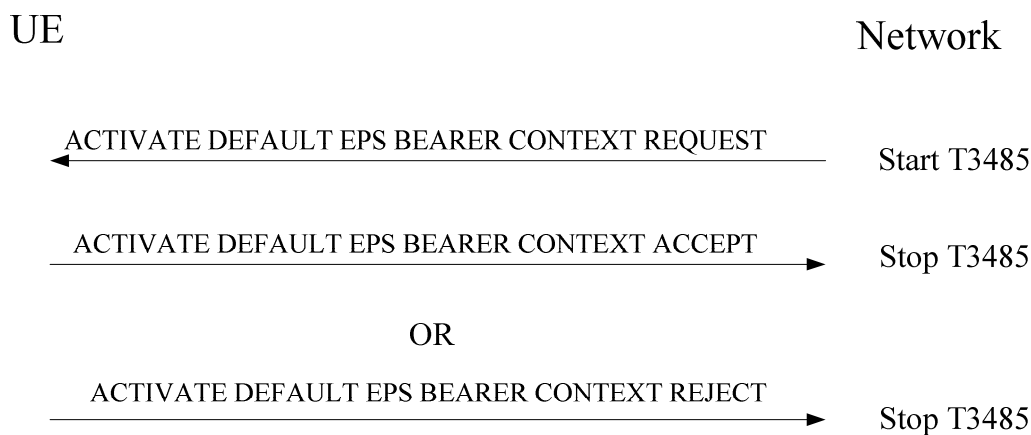 UE
Network
ACTIVATE DEFAULT EPS BEARER CONTEXT REQUEST
Start T3485
ACTIVATE DEFAULT EPS BEARER CONTEXT ACCEPT
Stop T3485
OR
ACTIVATE DEFAULT EPS BEARER CONTEXT REJECT
Stop T3485